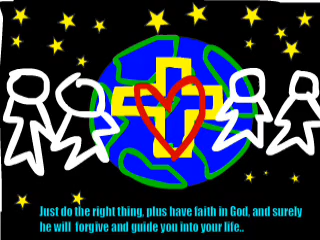 Just do the right thing, plus have faith in God, and surely
he will forgive and guide you into your life..